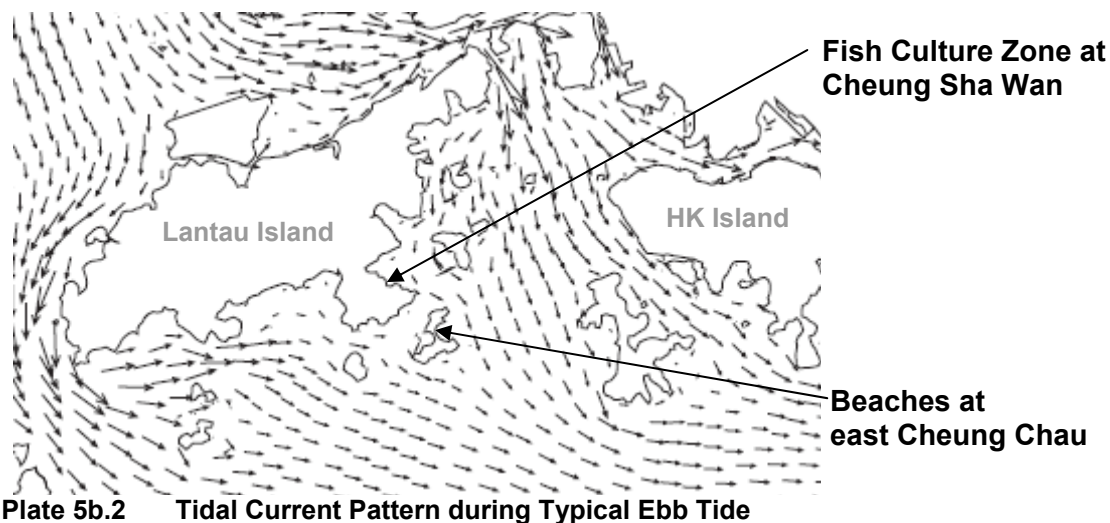 Fish Culture Zone at
Cheung Sha Wan
Lantau Island
HK Island
Beaches at
east Cheung Chau
Plate 5b.2 Tidal Current Pattern during Typical Ebb Tide